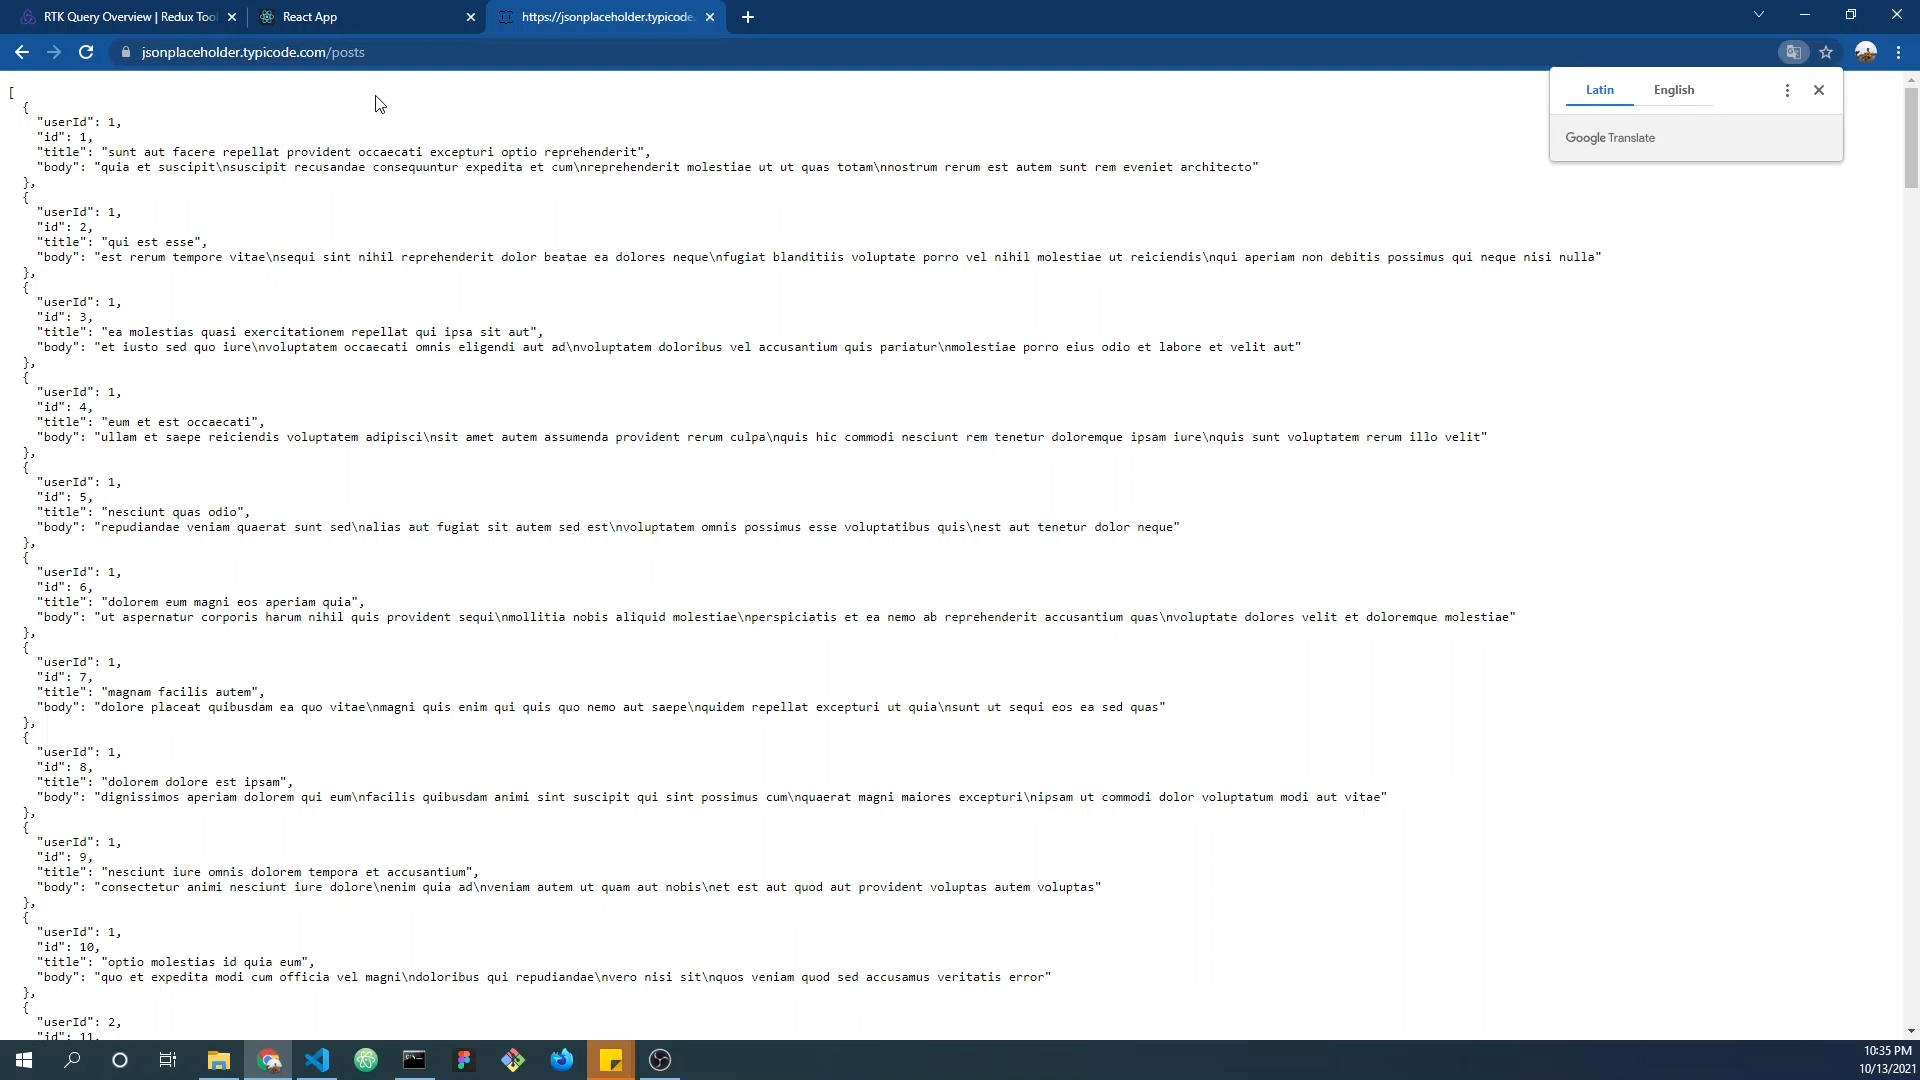 RTK Query Overview | Redux Tool
React App
https://jsonplaceholder.typicode.
jsonplaceholder.typicode.com/posts
Latin
English
Google Translate
[
{
"userId": 1,
"id": 1,
"title": "sunt aut facere repellat provident occaecati excepturi optio reprehenderit",
"body": "quia et suscipit\nsuscipit recusandae consequuntur expedita et cum\nreprehenderit molestiae ut ut quas totam\nnostrum rerum est autem sunt rem eveniet architecto"
},
{
"userId": 1,
"id": 2,
"title": "qui est esse",
"body": "est rerum tempore vitae\nsequi sint nihil reprehenderit dolor beatae ea dolores neque\nfugiat blanditiis voluptate porro vel nihil molestiae ut reiciendis\nqui aperiam non debitis possimus qui neque nisi nulla"
},
{
"userId": 1,
"id": 3,
"title": "ea molestias quasi exercitationem repellat qui ipsa sit aut",
"body": "et iusto sed quo iure\nvoluptatem occaecati omnis eligendi aut ad\nvoluptatem doloribus vel accusantium quis pariatur\nmolestiae porro eius odio et labore et velit aut"
},
{
"userId": 1,
"id": 4,
"title": "eum et est occaecati",
"body": "ullam et saepe reiciendis voluptatem adipisci\nsit amet autem assumenda provident rerum culpa\nquis hic commodi nesciunt rem tenetur doloremque ipsam iure\nquis sunt voluptatem rerum illo velit"
},
{
"userId": 1,
"id": 5,
"title": "nesciunt quas odio",
"body": "repudiandae veniam quaerat sunt sed\nalias aut fugiat sit autem sed est\nvoluptatem omnis possimus esse voluptatibus quis\nest aut tenetur dolor neque"
},
{
"userId": 1,
"id": 6,
"title": "dolorem eum magni eos aperiam quia",
"body": "ut aspernatur corporis harum nihil quis provident sequi\nmollitia nobis aliquid molestiae\nperspiciatis et ea nemo ab reprehenderit accusantium quas\nvoluptate dolores velit et doloremque molestiae"
},
{
"userId": 1,
"id": 7,
"title": "magnam facilis autem",
"body": "dolore placeat quibusdam ea quo vitae\nmagni quis enim qui quis quo nemo aut saepe\nquidem repellat excepturi ut quia\nsunt ut sequi eos ea sed quas"
},
{
"userId": 1,
"id": 8,
"title": "dolorem dolore est ipsam",
"body": "dignissimos aperiam dolorem qui eum\nfacilis quibusdam animi sint suscipit qui sint possimus cum\nquaerat magni maiores excepturi\nipsam ut commodi dolor voluptatum modi aut vitae"
},
{
"userId": 1,
"id": 9,
"title": "nesciunt iure omnis dolorem tempora et accusantium",
"body": "consectetur animi nesciunt iure dolore\nenim quia ad\nveniam autem ut quam aut nobis\net est aut quod aut provident voluptas autem voluptas"
},
{
"userId": 1,
"id": 10,
"title": "optio molestias id quia eum",
"body": "quo et expedita modi cum officia vel magni\ndoloribus qui repudiandae\nvero nisi sit\nquos veniam quod sed accusamus veritatis error"
},
{
"userId": 2,
"id": 11,
10:35 PM
10/13/2021